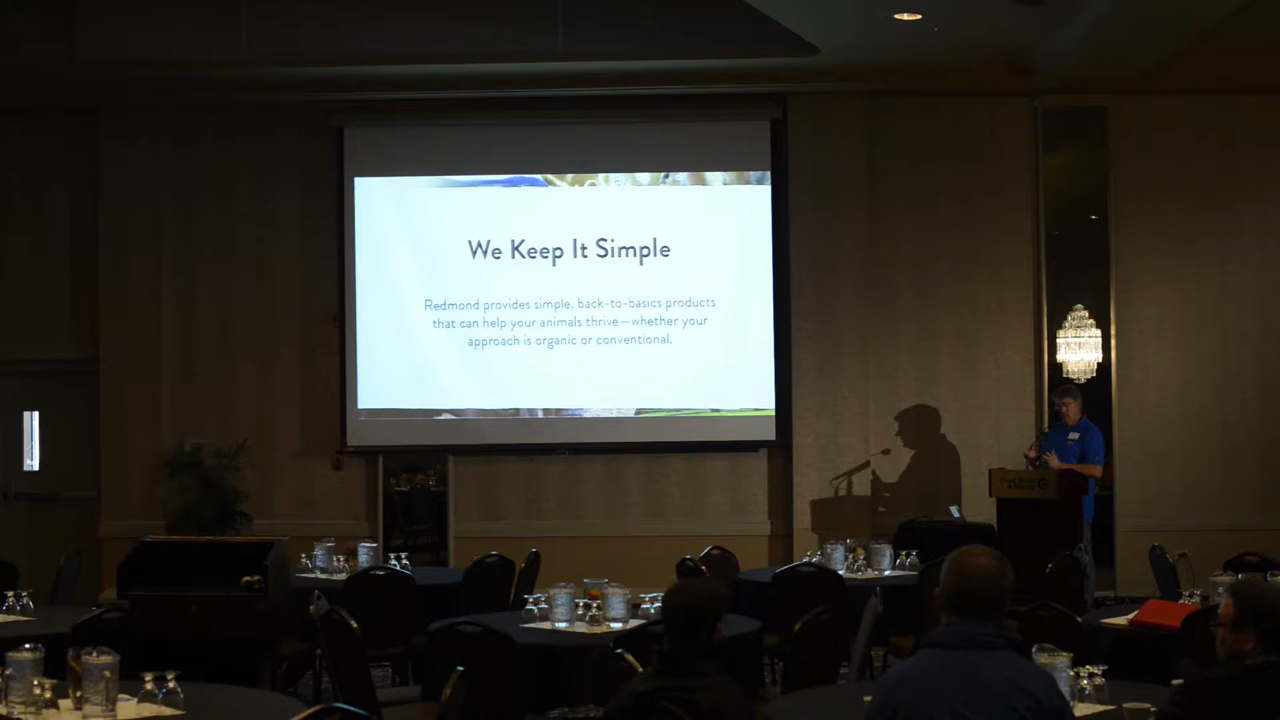 We Keep It Simple
Redmond provides simple, back-to-basics products
that can help your animals thrive—whether your
approach is organic or conventional.